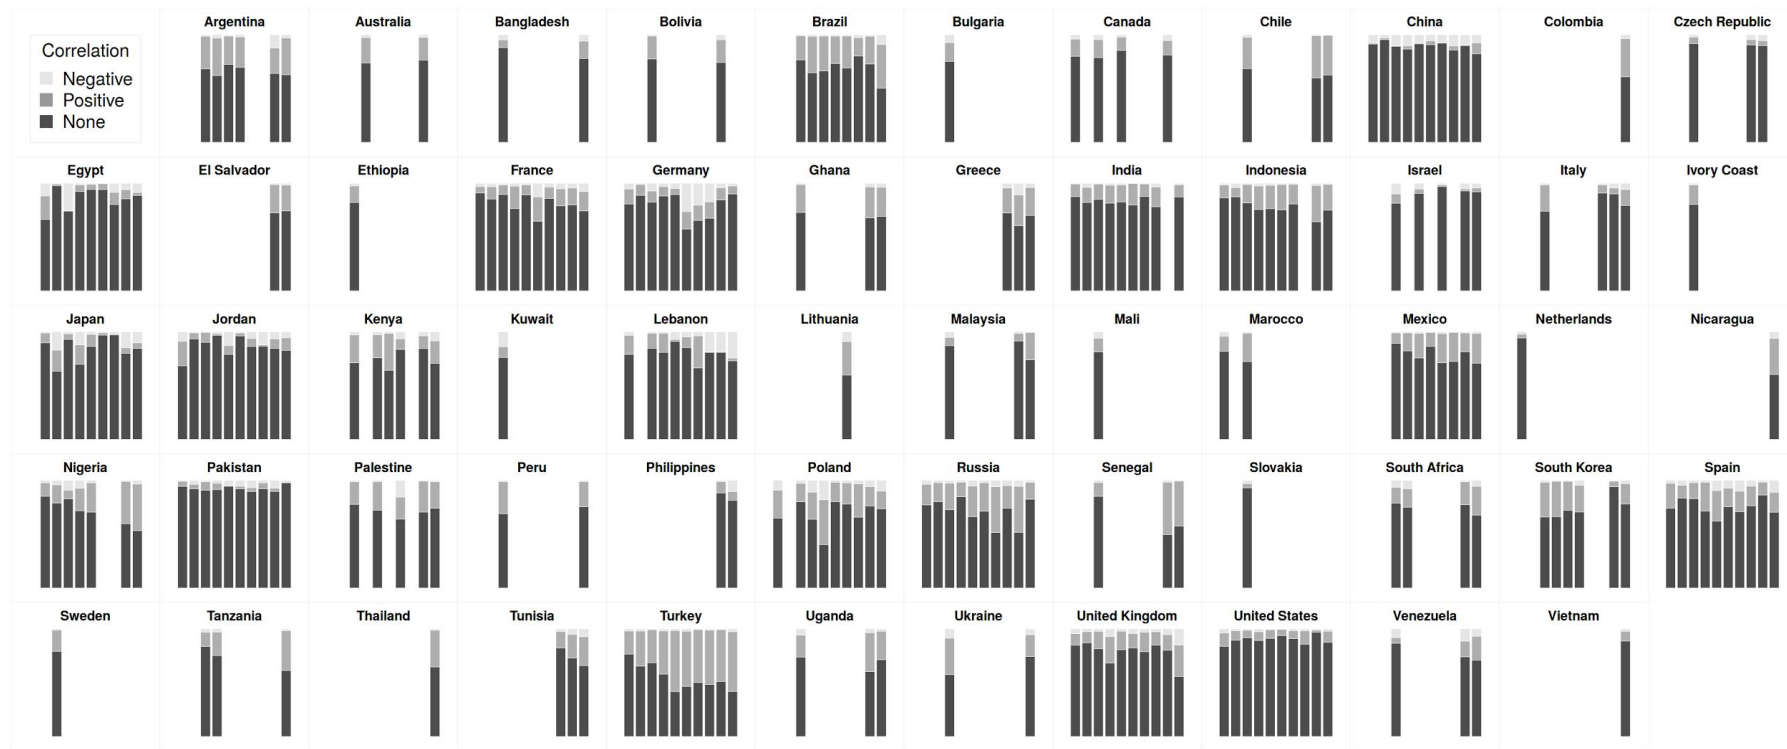 Argentina
Australia
Bangladesh
Bolivia
Brazil
Bulgaria
Canada
Chile
China
Colombia
Czech Republic
Correlation
Negative
Positive
None
Egypt
El Salvador
Ethiopia
France
Germany
Ghana
Greece
India
Indonesia
Israel
Italy
Ivory Coast
Japan
Jordan
Kenya
Kuwait
Lebanon
Lithuania
Malaysia
Mali
Marocco
Mexico
Netherlands
Nicaragua
Nigeria
Pakistan
Palestine
Peru
Philippines
Poland
Russia
Senegal
Slovakia
South Africa
South Korea
Spain
Sweden
Tanzania
Thailand
Tunisia
Turkey
Uganda
Ukraine
United Kingdom
United States
Venezuela
Vietnam